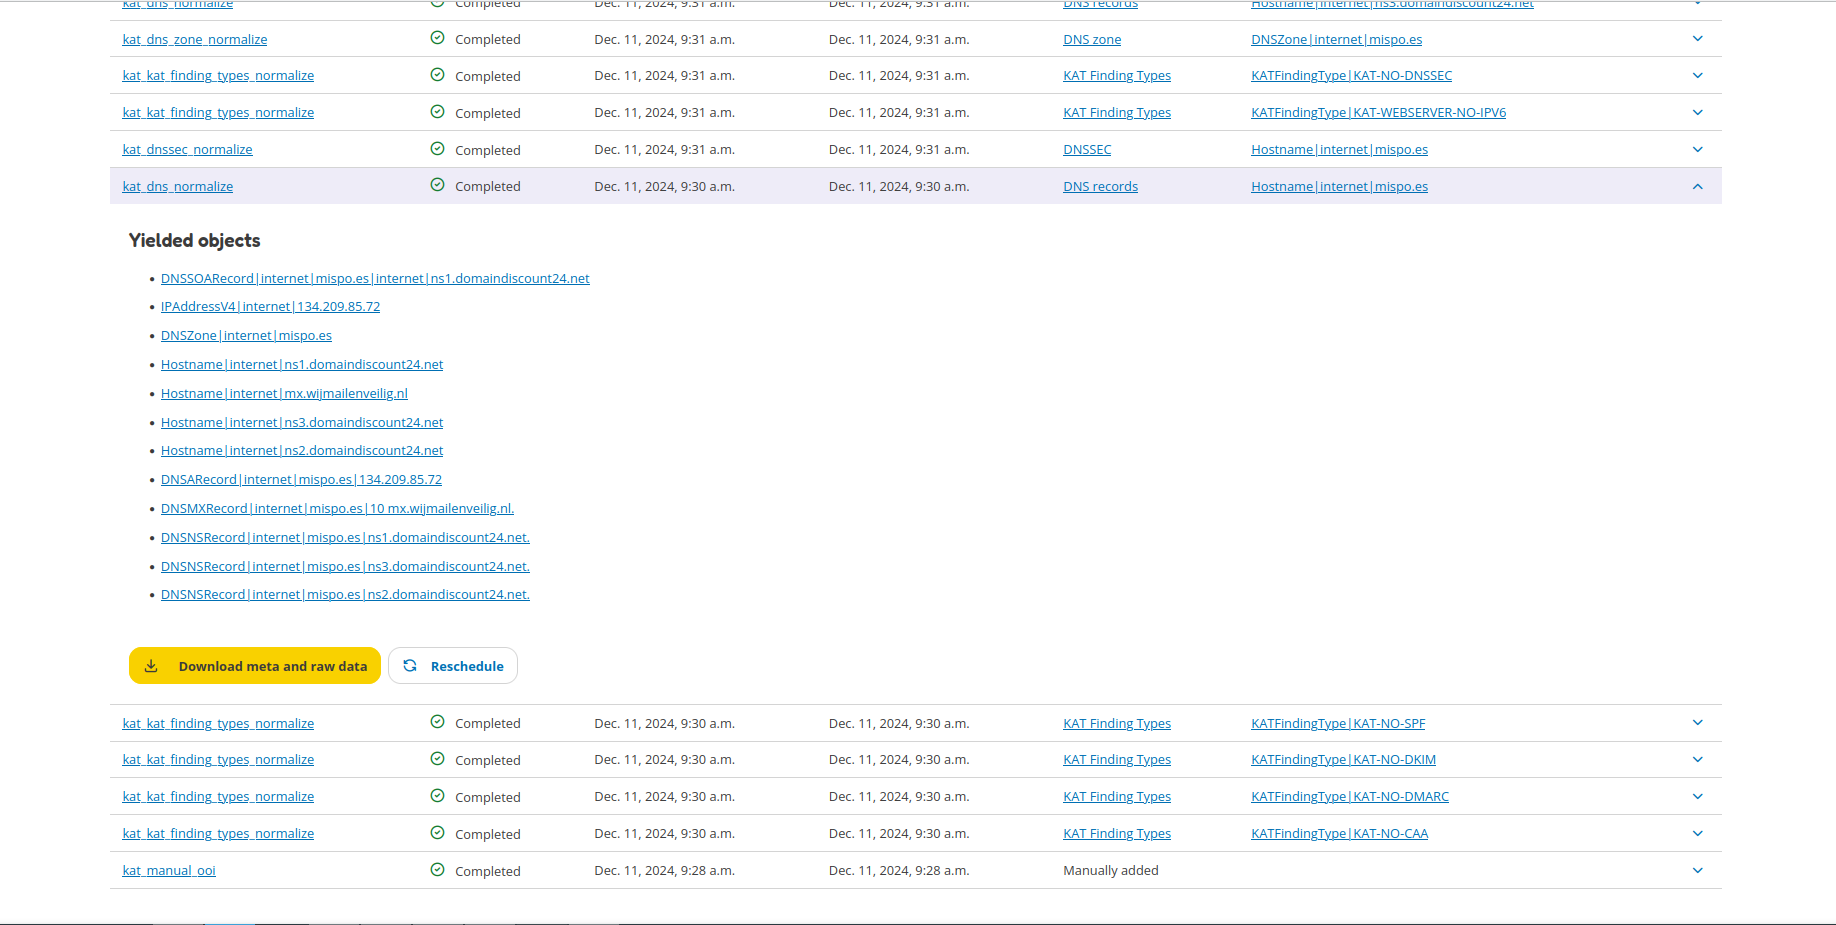 kat_dns_normalize Completed Dec. 11, 2024, 9:31 a.m. Dec. 11, 2024, 9:31 a.m. DNS records Hostname|internet|ns3.domaindiscount24.net
kat_dns_zone_normalize Completed Dec. 11, 2024, 9:31 a.m. Dec. 11, 2024, 9:31 a.m. DNS zone DNSZone|internet|mispo.es
kat_kat_finding_types_normalize Completed Dec. 11, 2024, 9:31 a.m. Dec. 11, 2024, 9:31 a.m. KAT Finding Types KATFindingType|KAT-NO-DNSSEC
kat_kat_finding_types_normalize Completed Dec. 11, 2024, 9:31 a.m. Dec. 11, 2024, 9:31 a.m. KAT Finding Types KATFindingType|KAT-WEBSERVER-NO-IPV6
kat_dnssec_normalize Completed Dec. 11, 2024, 9:31 a.m. Dec. 11, 2024, 9:31 a.m. DNSSEC Hostname|internet|mispo.es
kat_dns_normalize Completed Dec. 11, 2024, 9:30 a.m. Dec. 11, 2024, 9:30 a.m. DNS records Hostname|internet|mispo.es
Yielded objects
• DNSSOARecord|internet|mispo.es|internet|ns1.domaindiscount24.net
• IPAddressV4|internet|134.209.85.72
• DNSZone|internet|mispo.es
• Hostname|internet|ns1.domaindiscount24.net
• Hostname|internet|mx.wijmailenveilig.nl
• Hostname|internet|ns3.domaindiscount24.net
• Hostname|internet|ns2.domaindiscount24.net
• DNSARecord|internet|mispo.es|134.209.85.72
• DNSMXRecord|internet|mispo.es|10 mx.wijmailenveilig.nl.
• DNSNSRecord|internet|mispo.es|ns1.domaindiscount24.net.
• DNSNSRecord|internet|mispo.es|ns3.domaindiscount24.net.
• DNSNSRecord|internet|mispo.es|ns2.domaindiscount24.net.
Download meta and raw data Reschedule
kat_kat_finding_types_normalize Completed Dec. 11, 2024, 9:30 a.m. Dec. 11, 2024, 9:30 a.m. KAT Finding Types KATFindingType|KAT-NO-SPF
kat_kat_finding_types_normalize Completed Dec. 11, 2024, 9:30 a.m. Dec. 11, 2024, 9:30 a.m. KAT Finding Types KATFindingType|KAT-NO-DKIM
kat_kat_finding_types_normalize Completed Dec. 11, 2024, 9:30 a.m. Dec. 11, 2024, 9:30 a.m. KAT Finding Types KATFindingType|KAT-NO-DMARC
kat_kat_finding_types_normalize Completed Dec. 11, 2024, 9:30 a.m. Dec. 11, 2024, 9:30 a.m. KAT Finding Types KATFindingType|KAT-NO-CAA
kat_manual_ooi Completed Dec. 11, 2024, 9:28 a.m. Dec. 11, 2024, 9:28 a.m. Manually added